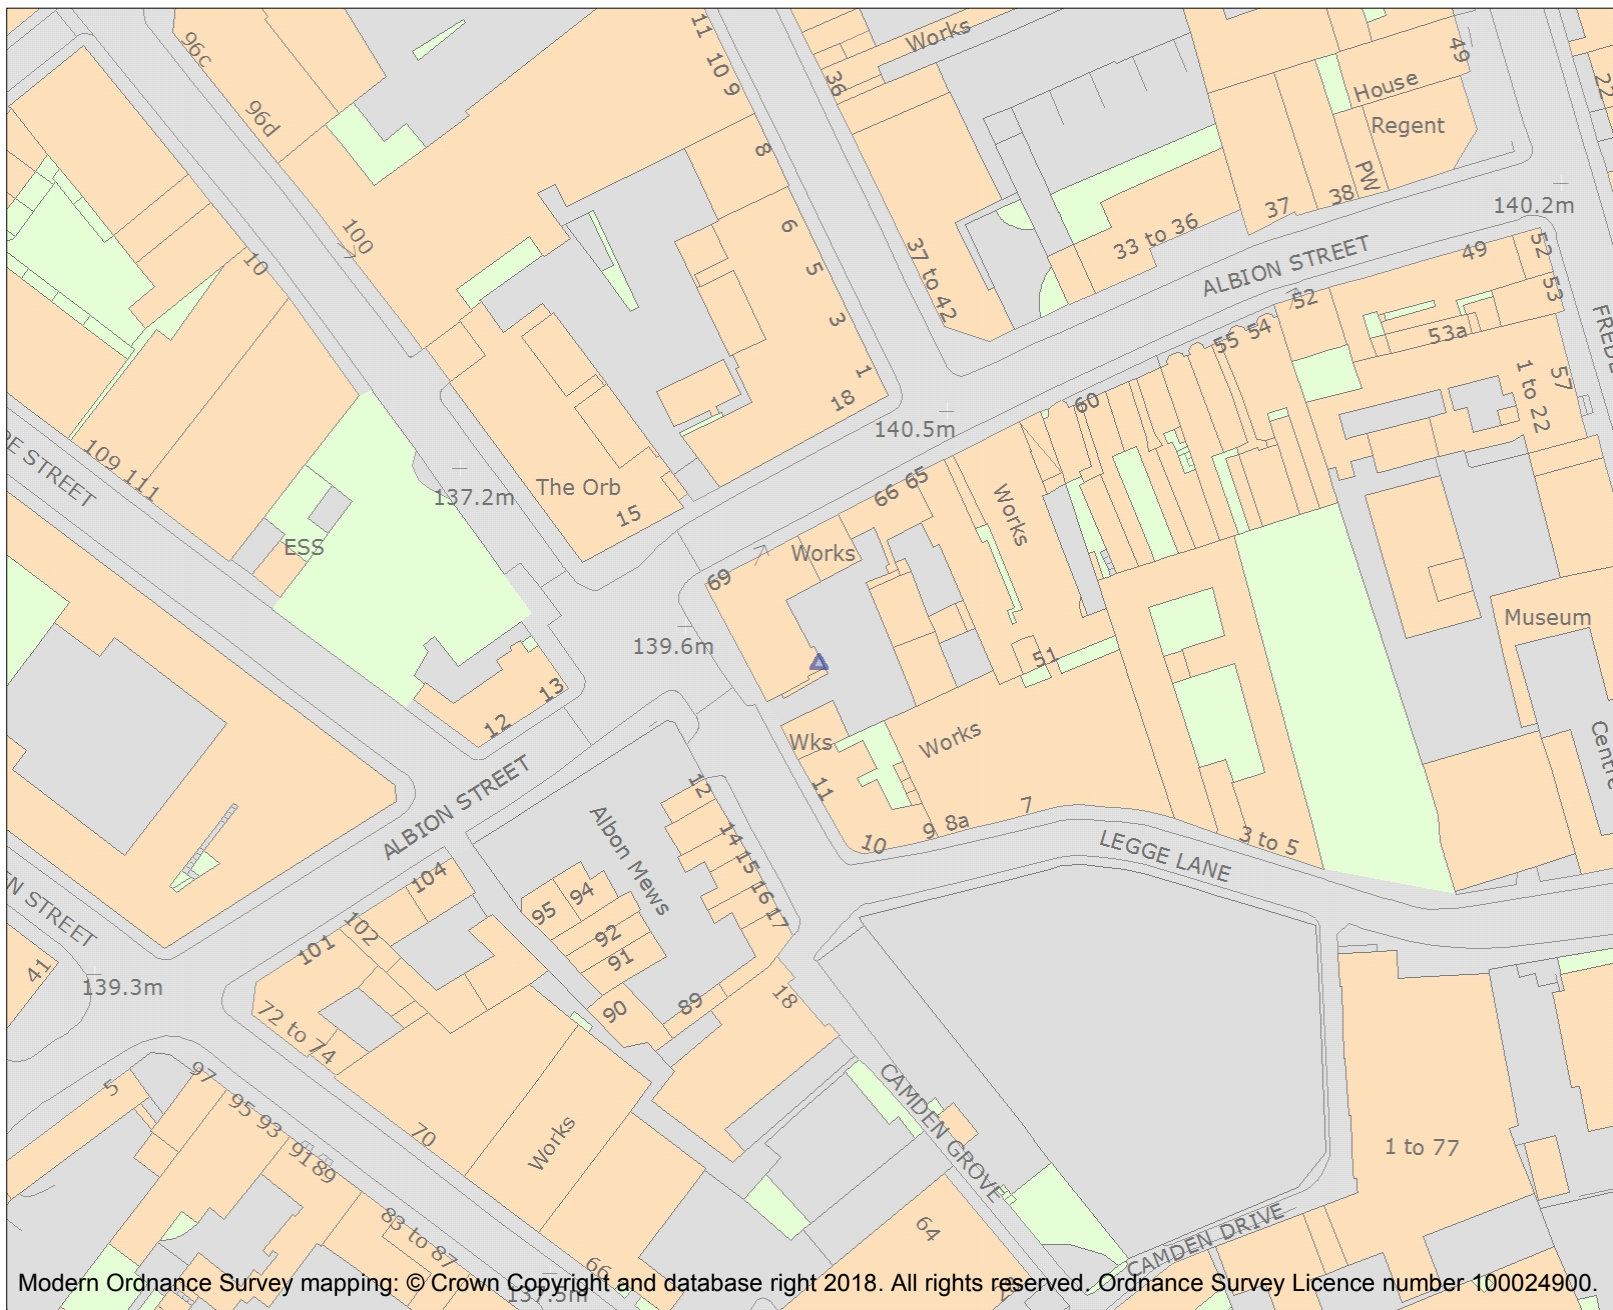 Works
11
10
9
36
49
22
96c
House
Regent
96d
8
PW
38
37
140.2m
33 to 36
100
6
ALBION STREET
49
52
10
5
37 to 42
53
52
3
54
55
53a
1
57
1 to 22
18
60
140.5m
109 111
RE STREET
137.2m
The Orb
65
66
15
Works
ESS
Works
69
Museum
139.6m
51
13
12
Wks
Works
11
12
ALBION STREET
Albon Mews
7
8a
9
10
14
15
16
17
LEGGE LANE
3 to 5
104
94
95
92
91
102
101
N STREET
41
139.3m
90
89
18
72 to 74
97
5
95
93
91
89
70
Works
CAMDEN GROVE
1 to 77
83 to 87
64
CAMDEN DRIVE
66
137.5m
Modern Ordnance Survey mapping: © Crown Copyright and database right 2018. All rights reserved. Ordnance Survey Licence number 100024900.